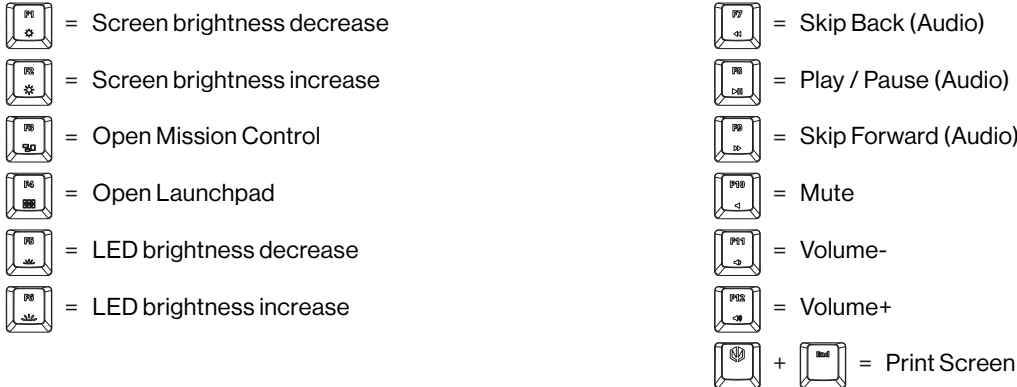 F1 = Screen brightness decrease
F2 = Screen brightness increase
F3 = Open Mission Control
F4 = Open Launchpad
F5 = LED brightness decrease
F6 = LED brightness increase
F7 = Skip Back (Audio)
F8 = Play / Pause (Audio)
F9 = Skip Forward (Audio)
F10 = Mute
F11 = Volume-
F12 = Volume+
+ End = Print Screen